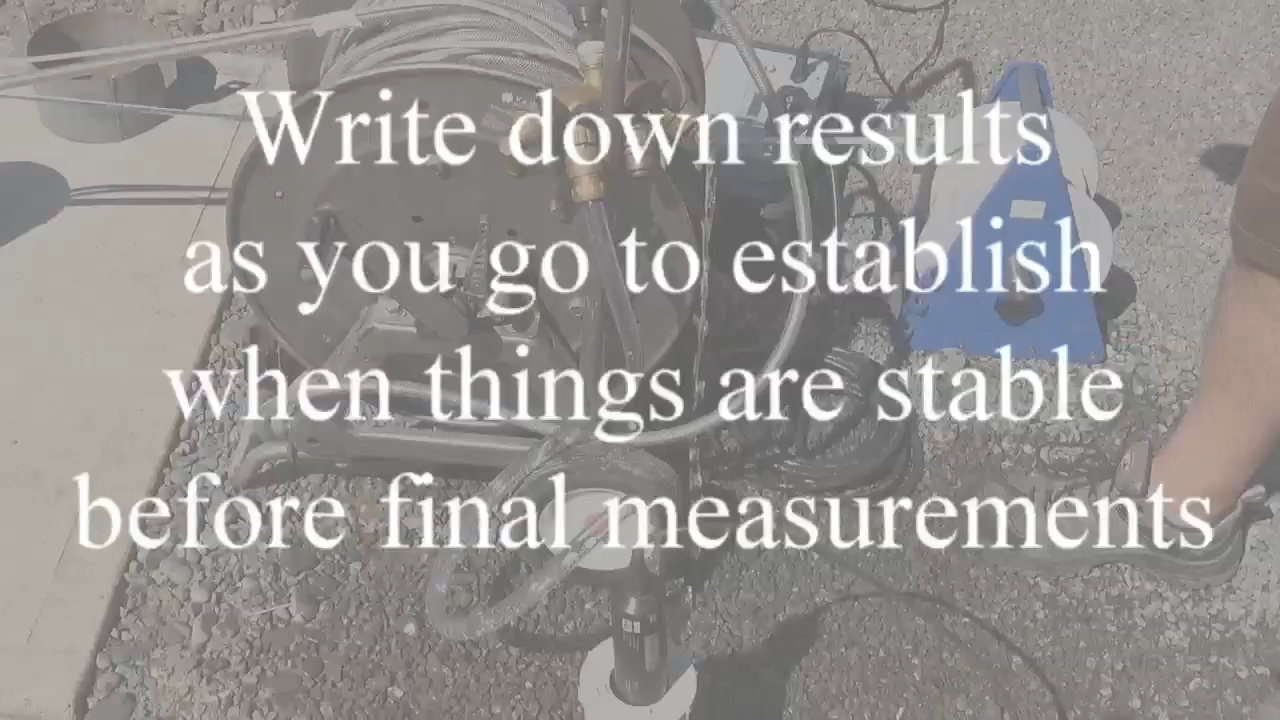 Write down results
as you go to establish
when things are stable
before final measurements